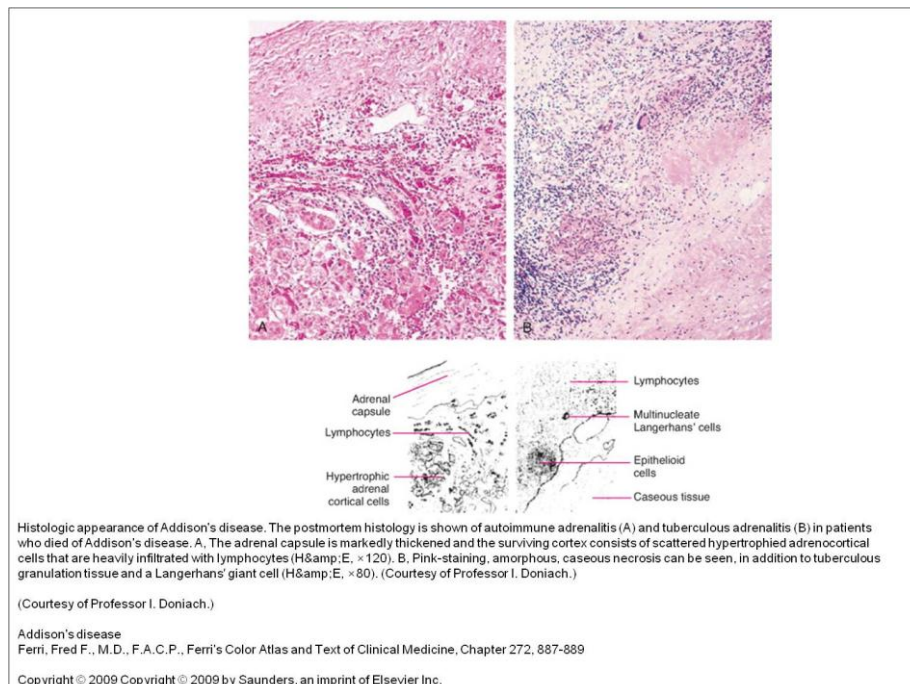 A
B
Adrenal
capsule
Lymphocytes
Hypertrophic
adrenal
cortical cells
Lymphocytes
Multinucleate
Langerhans' cells
Epithelioid
cells
Caseous tissue
Histologic appearance of Addison's disease. The postmortem histology is shown of autoimmune adrenalitis (A) and tuberculous adrenalitis (B) in patients
who died of Addison's disease. A, The adrenal capsule is markedly thickened and the surviving cortex consists of scattered hypertrophied adrenocortical
cells that are heavily infiltrated with lymphocytes (H&amp;E, ×120). B, Pink-staining, amorphous, caseous necrosis can be seen, in addition to tuberculous
granulation tissue and a Langerhans' giant cell (H&amp;E, ×80). (Courtesy of Professor I. Doniach.)
(Courtesy of Professor I. Doniach.)
Addison's disease
Ferri, Fred F., M.D., F.A.C.P., Ferri's Color Atlas and Text of Clinical Medicine, Chapter 272, 887-889
Copyright © 2009 Copyright © 2009 by Saunders, an imprint of Elsevier Inc.